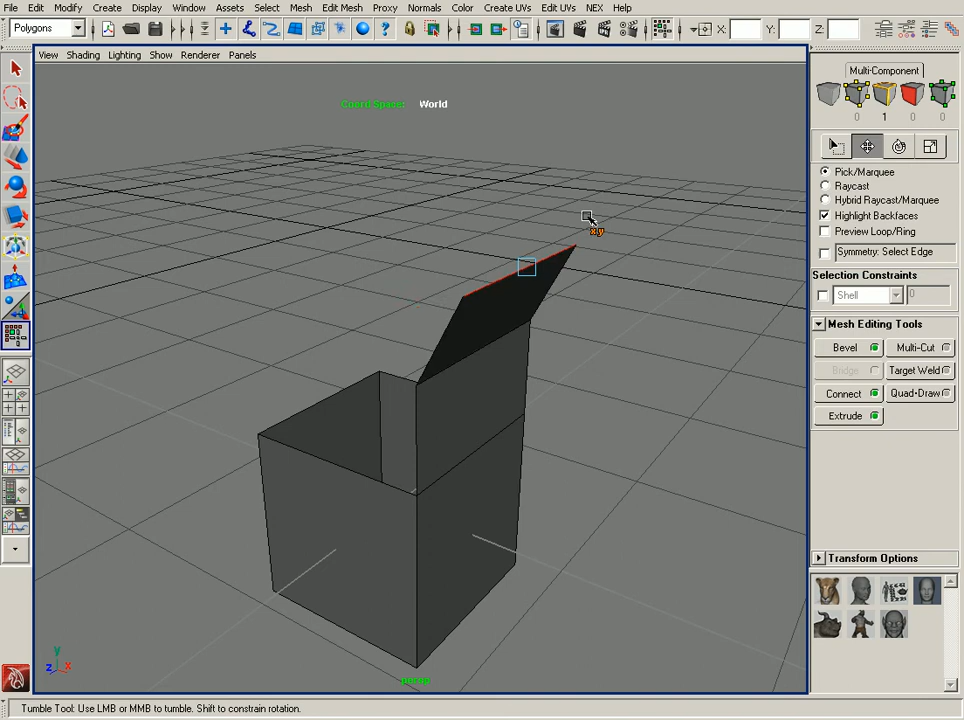 File Edit Modify Create Display Window Assets Select Mesh Edit Mesh Proxy Normals Color Create UVs Edit UVs NEX Help
Polygons X: Y: Z:
View Shading Lighting Show Renderer Panels
Coord Space: World
Multi-Component
0 1 0 0
Pick/Marquee
Raycast
Hybrid Raycast/Marquee
Highlight Backfaces
Preview Loop/Ring
Symmetry: Select Edge
Selection Constraints
Shell 0
Mesh Editing Tools
Bevel Multi-Cut
Bridge Target Weld
Connect Quad-Draw
Extrude
Transform Options
x,y
y
z x
persp
Tumble Tool: Use LMB or MMB to tumble. Shift to constrain rotation.